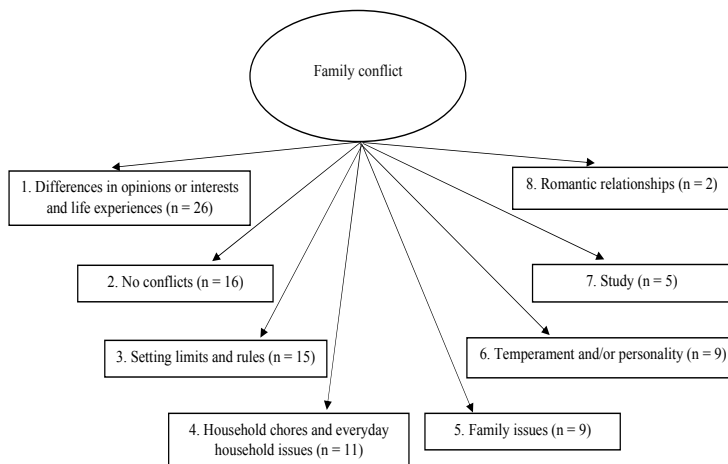 Family conflict
1. Differences in opinions or interests
and life experiences (n = 26)
2. No conflicts (n = 16)
3. Setting limits and rules (n = 15)
4. Household chores and everyday
household issues (n = 11)
5. Family issues (n = 9)
6. Temperament and/or personality (n = 9)
7. Study (n = 5)
8. Romantic relationships (n = 2)